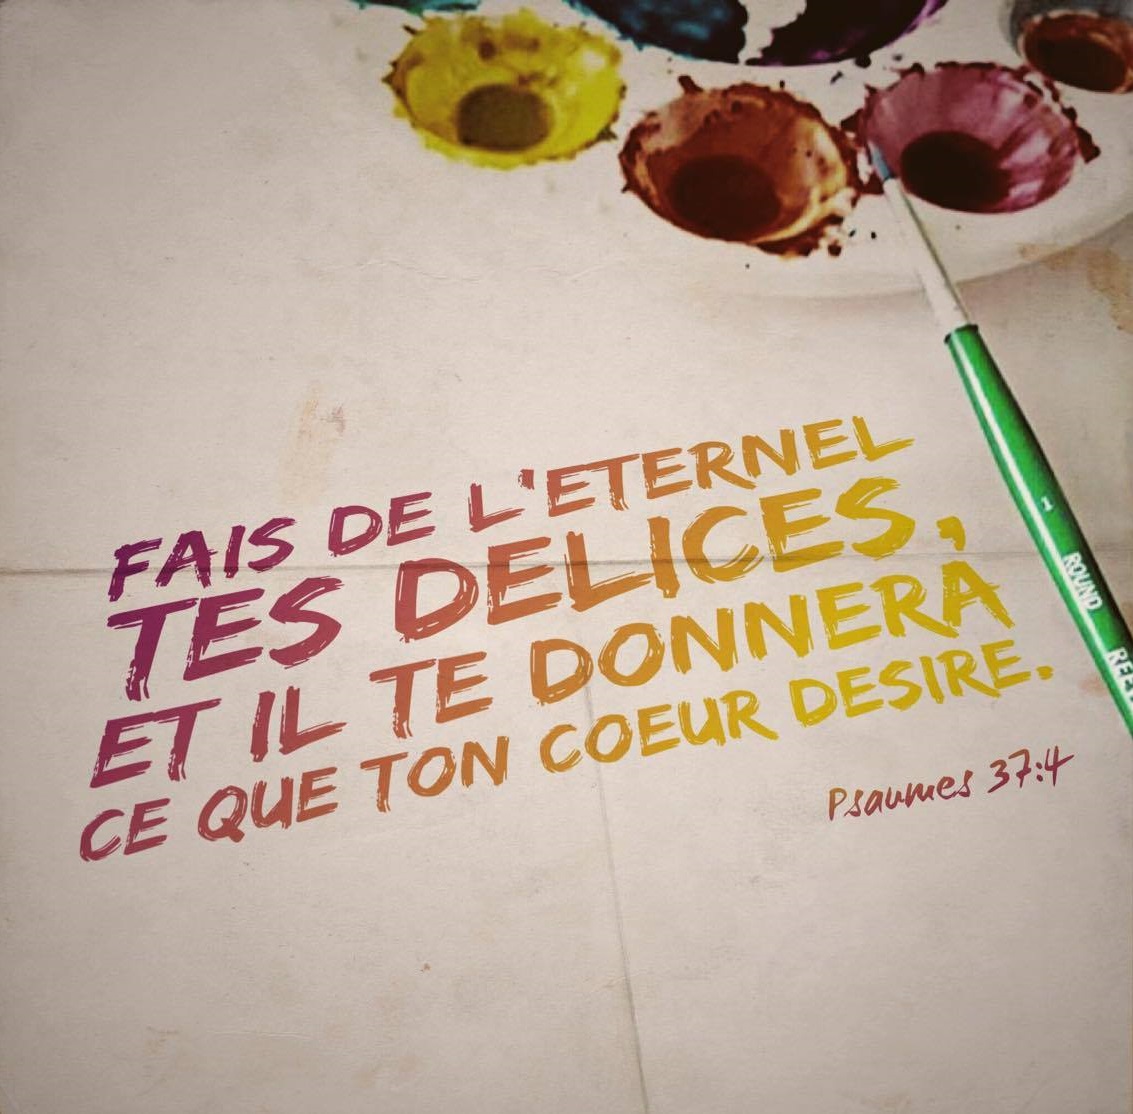 FAIS DE L'ETERNEL
TES DELICES,
ET IL TE DONNERA
CE QUE TON COEUR DESIRE.
Psaumes 37:4
1
ROUND
REE